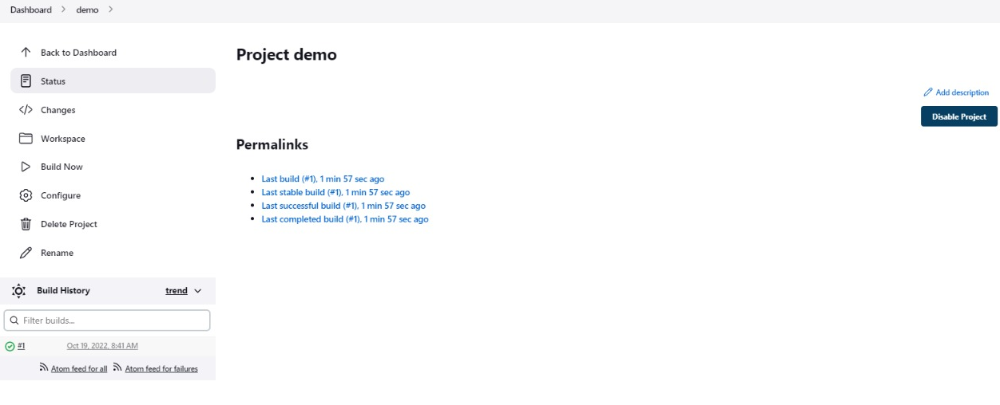 Dashboard > demo >
Back to Dashboard
Status
Changes
Workspace
Build Now
Configure
Delete Project
Rename
Build History trend
Filter builds...
#1 Oct 19, 2022, 8:41 AM
Atom feed for all Atom feed for failures
Project demo
Add description
Disable Project
Permalinks
Last build (#1), 1 min 57 sec ago
Last stable build (#1), 1 min 57 sec ago
Last successful build (#1), 1 min 57 sec ago
Last completed build (#1), 1 min 57 sec ago